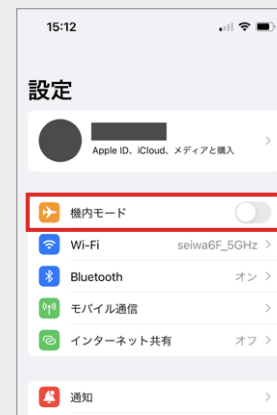 15:12
設定
Apple ID、iCloud、メディアと購入
機内モード
Wi-Fi seiwa6F_5GHz
Bluetooth オン
モバイル通信
インターネット共有 オフ
通知